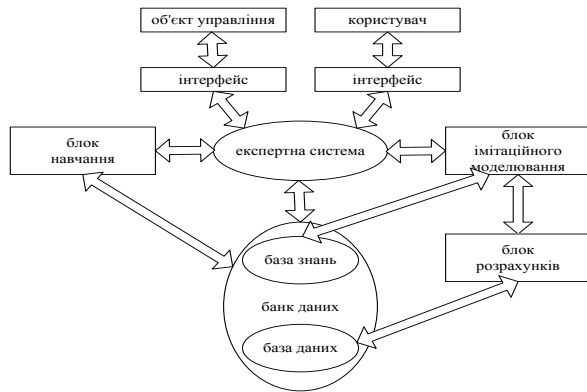 об'єкт управління
користувач
інтерфейс
інтерфейс
блок
навчання
експертна система
блок
імітаційного
моделювання
база знань
блок
розрахунків
банк даних
база даних